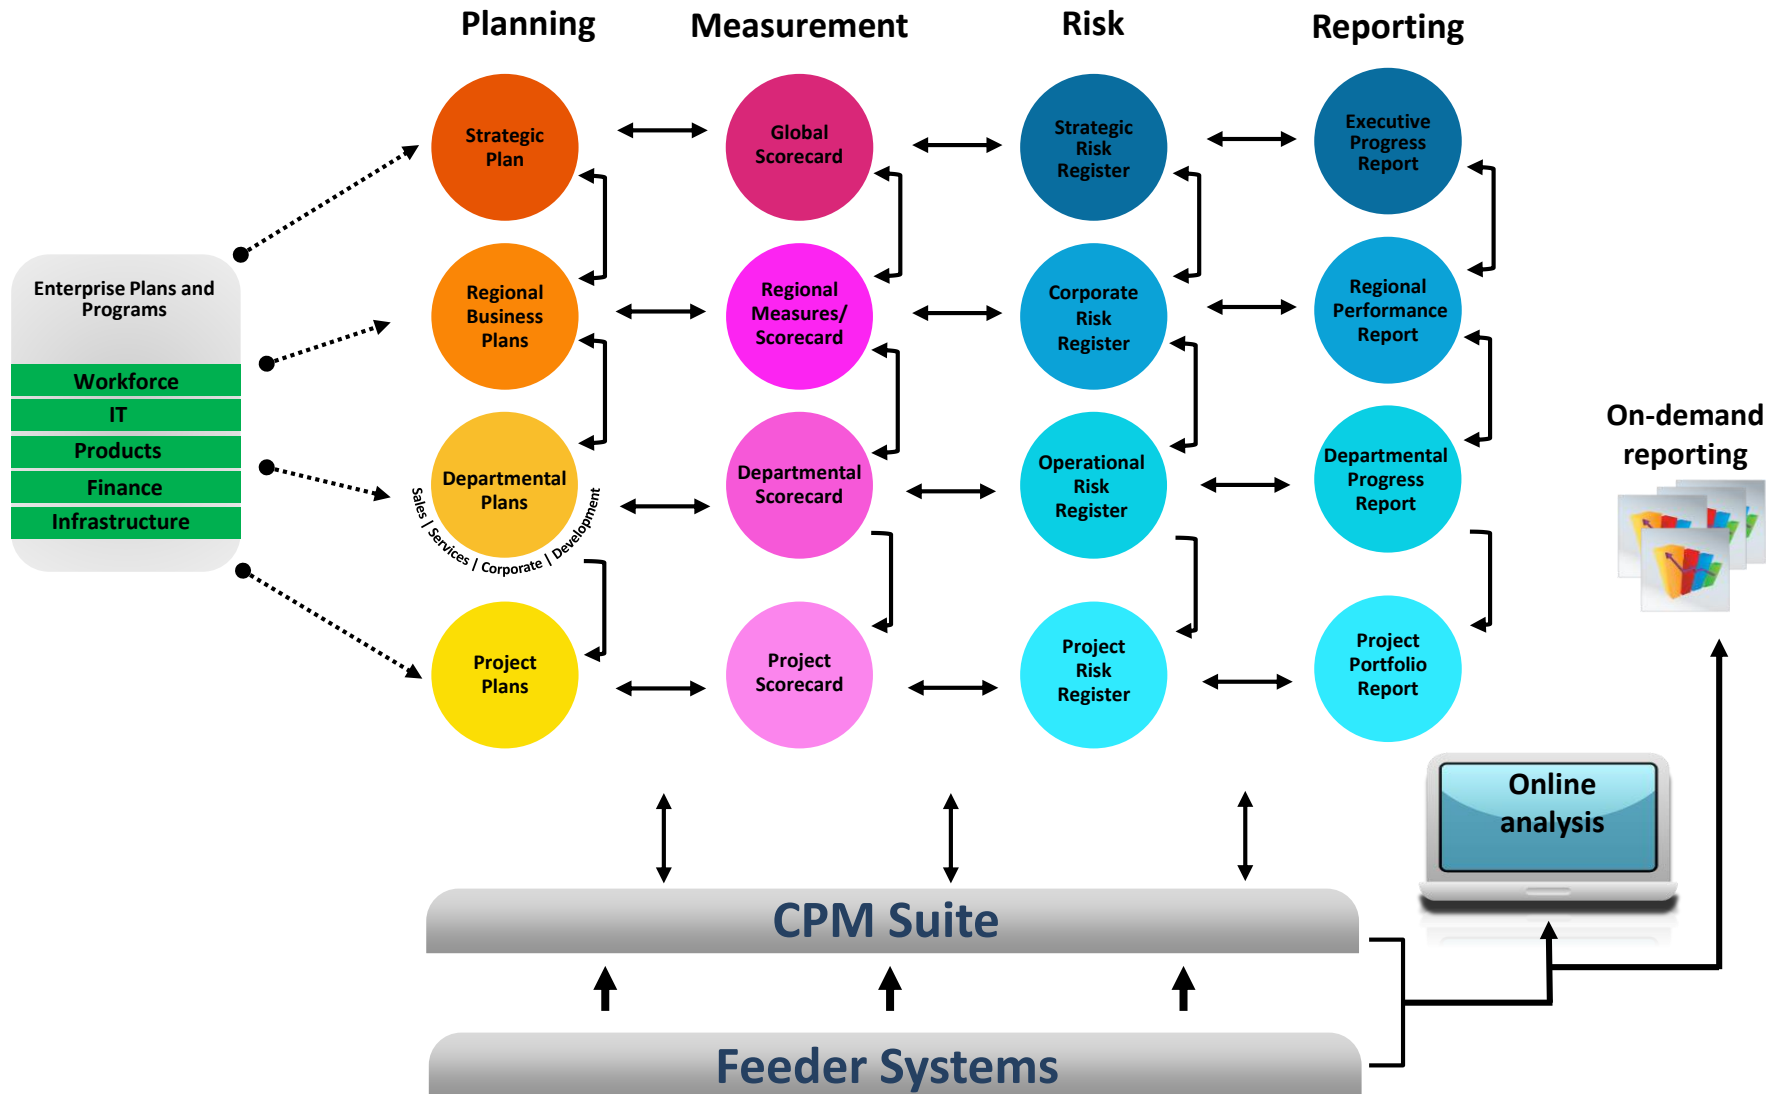 Planning
Measurement
Risk
Reporting
Strategic
Plan
Global
Scorecard
Strategic
Risk
Register
Executive
Progress
Report
Enterprise Plans and
Programs
Workforce
IT
Products
Finance
Infrastructure
Regional
Business
Plans
Regional
Measures/
Scorecard
Corporate
Risk
Register
Regional
Performance
Report
Departmental
Plans
Sales | Services | Corporate | Development
Departmental
Scorecard
Operational
Risk
Register
Departmental
Progress
Report
On-demand
reporting
Project
Plans
Project
Scorecard
Project
Risk
Register
Project
Portfolio
Report
Online
analysis
CPM Suite
Feeder Systems